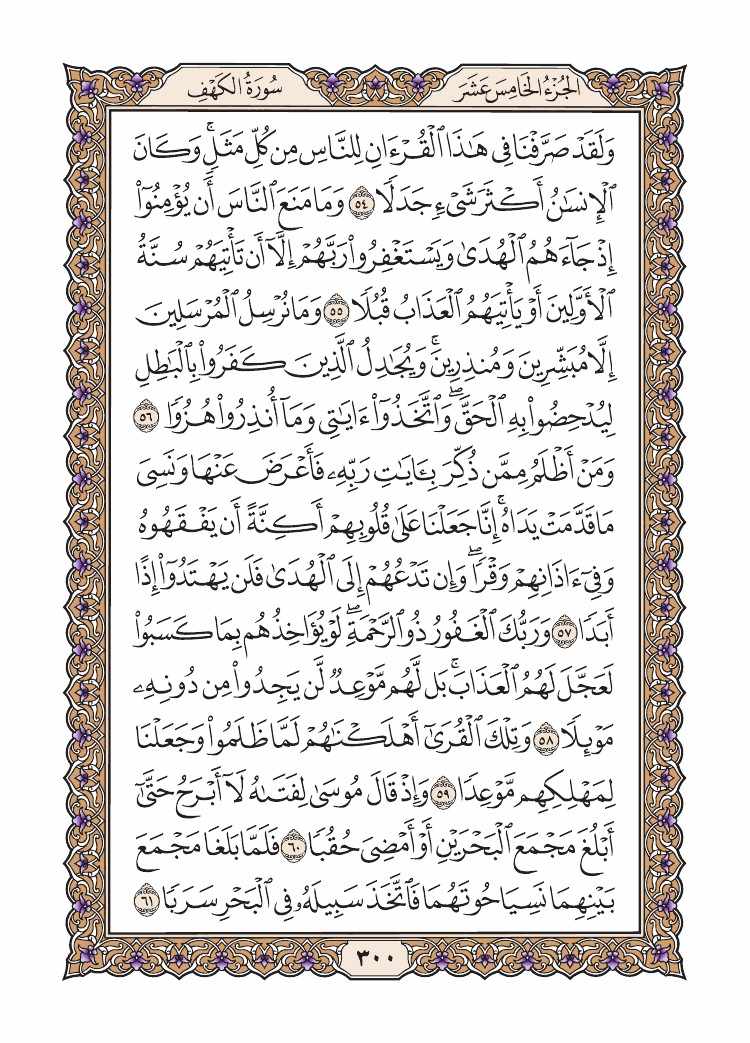 الجُزْءُ الخَامِسَ عَشَرَ
سُورَةُ الكَهْفِ
وَلَقَدْ صَرَّفْنَا فِى هَٰذَا ٱلْقُرْءَانِ لِلنَّاسِ مِن كُلِّ مَثَلٍۚ وَكَانَ
ٱلْإِنسَٰنُ أَكْثَرَ شَىْءٍ جَدَلًا ٥٤ وَمَا مَنَعَ ٱلنَّاسَ أَن يُؤْمِنُوٓا۟
إِذْ جَآءَهُمُ ٱلْهُدَىٰ وَيَسْتَغْفِرُوا۟ رَبَّهُمْ إِلَّآ أَن تَأْتِيَهُمْ سُنَّةُ
ٱلْأَوَّلِينَ أَوْ يَأْتِيَهُمُ ٱلْعَذَابُ قُبُلًا ٥٥ وَمَا نُرْسِلُ ٱلْمُرْسَلِينَ
إِلَّا مُبَشِّرِينَ وَمُنذِرِينَۚ وَيُجَٰدِلُ ٱلَّذِينَ كَفَرُوا۟ بِٱلْبَٰطِلِ
لِيُدْحِضُوا۟ بِهِ ٱلْحَقَّۖ وَٱتَّخَذُوٓا۟ ءَايَٰتِى وَمَآ أُنذِرُوا۟ هُزُوًا ٥٦
وَمَنْ أَظْلَمُ مِمَّن ذُكِّرَ بِـَٔايَٰتِ رَبِّهِۦ فَأَعْرَضَ عَنْهَا وَنَسِىَ
مَا قَدَّمَتْ يَدَاهُۚ إِنَّا جَعَلْنَا عَلَىٰ قُلُوبِهِمْ أَكِنَّةً أَن يَفْقَهُوهُ
وَفِىٓ ءَاذَانِهِمْ وَقْرًاۖ وَإِن تَدْعُهُمْ إِلَى ٱلْهُدَىٰ فَلَن يَهْتَدُوٓا۟ إِذًا
أَبَدًا ٥٧ وَرَبُّكَ ٱلْغَفُورُ ذُو ٱلرَّحْمَةِۖ لَوْ يُؤَاخِذُهُم بِمَا كَسَبُوا۟
لَعَجَّلَ لَهُمُ ٱلْعَذَابَۚ بَل لَّهُم مَّوْعِدٌ لَّن يَجِدُوا۟ مِن دُونِهِۦ
مَوْئِلًا ٥٨ وَتِلْكَ ٱلْقُرَىٰٓ أَهْلَكْنَٰهُمْ لَمَّا ظَلَمُوا۟ وَجَعَلْنَا
لِمَهْلِكِهِم مَّوْعِدًا ٥٩ وَإِذْ قَالَ مُوسَىٰ لِفَتَىٰهُ لَآ أَبْرَحُ حَتَّىٰٓ
أَبْلُغَ مَجْمَعَ ٱلْبَحْرَيْنِ أَوْ أَمْضِىَ حُقُبًا ٦٠ فَلَمَّا بَلَغَا مَجْمَعَ
بَيْنِهِمَا نَسِيَا حُوتَهُمَا فَٱتَّخَذَ سَبِيلَهُۥ فِى ٱلْبَحْرِ سَرَبًا ٦١
٣٠٠